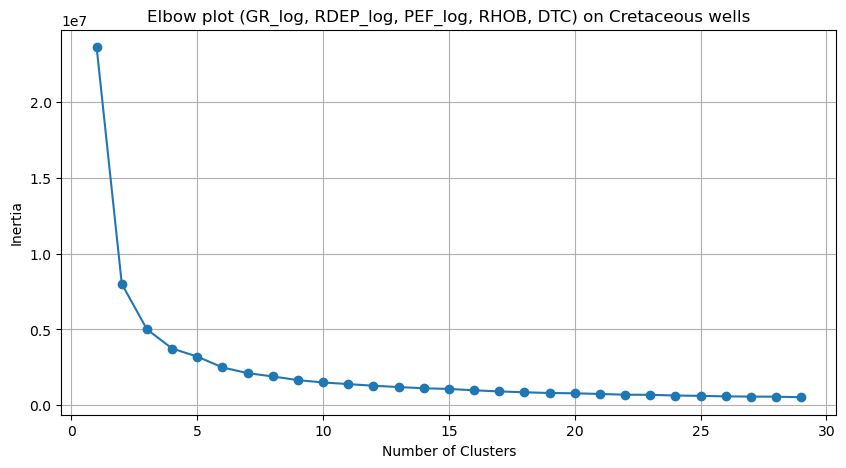 Elbow plot (GR_log, RDEP_log, PEF_log, RHOB, DTC) on Cretaceous wells
1e7
2.0
1.5
1.0
0.5
0.0
Inertia
0 5 10 15 20 25 30
Number of Clusters